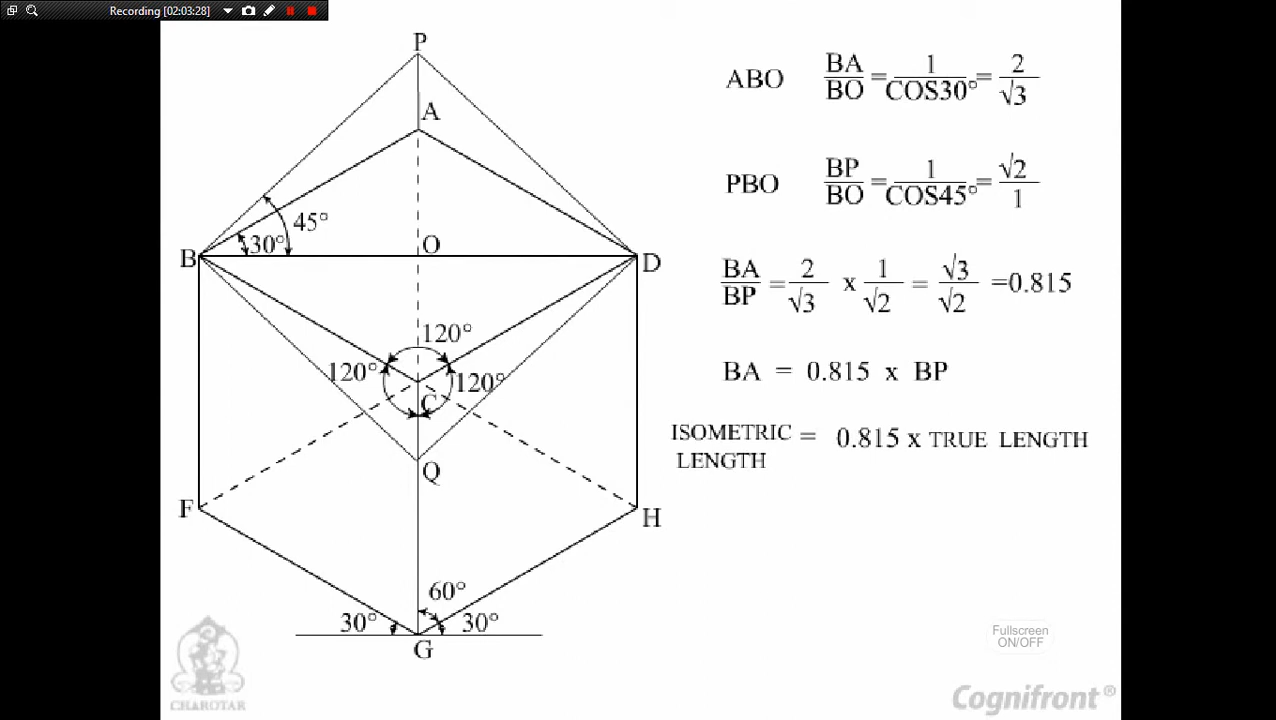 Recording [02:03:28]
P
A
45°
30°
B
O
D
120°
120°
120°
C
Q
F
H
60°
30°
30°
G
ABO BA/BO = 1/COS30° = 2/√3
PBO BP/BO = 1/COS45° = √2/1
BA/BP = 2/√3 x 1/√2 = √3/√2 =0.815
BA = 0.815 x BP
ISOMETRIC = 0.815 x TRUE LENGTH
LENGTH
Fullscreen
ON/OFF
CHAROTAR
Cognifront®